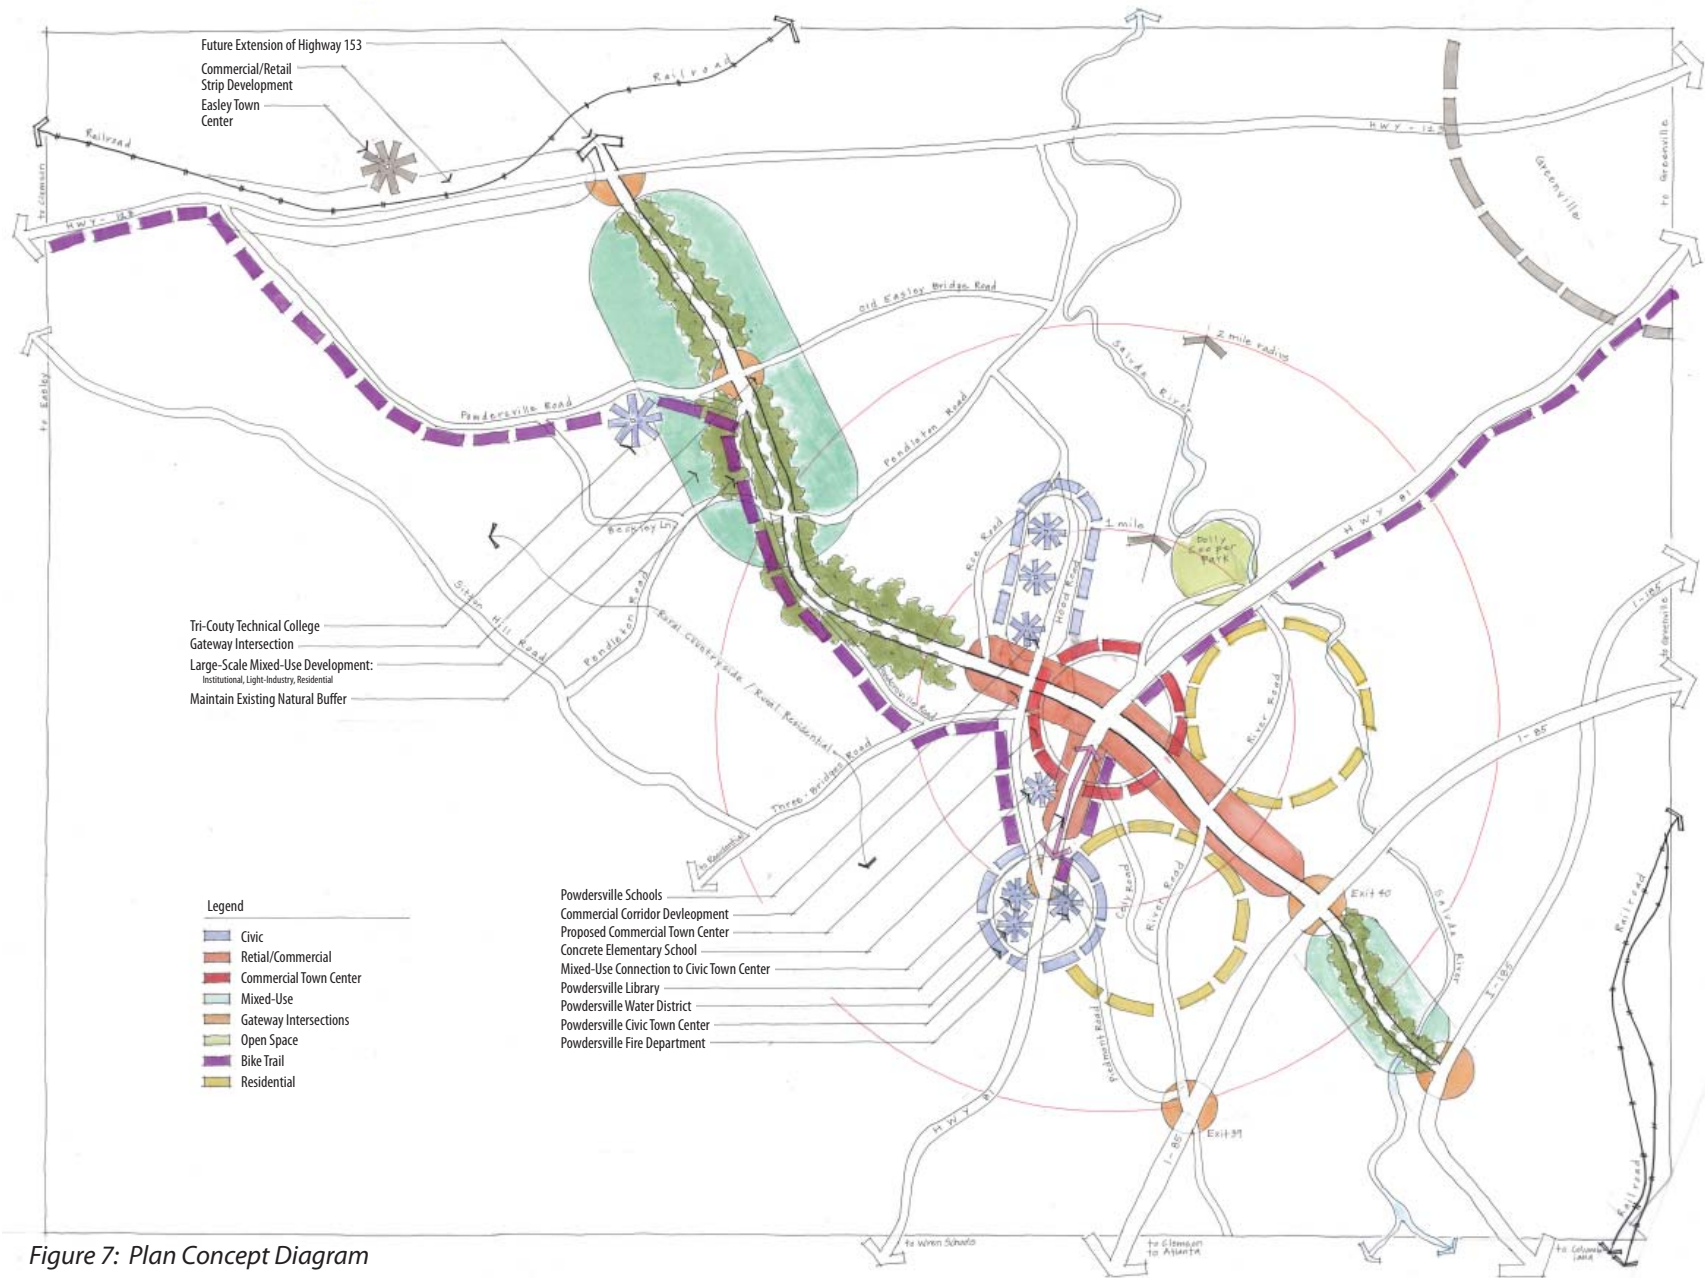 Future Extension of Highway 153
Commercial/Retail
Strip Development
Easley Town
Center
Railroad
Railroad
to Clemson
HWY-123
HWY-123
Greenville
to Greenville
to Easley
Old Easley Bridge Road
Powdersville Road
Pendleton Road
Saluda River
2 mile radius
1 mile
Dolly
Cooper
Park
HWY 81
Roe Road
Hood Road
Beckley Ln.
Pendleton Road
Sitton Hill Road
Rural Countryside / Rural Residential
Powdersville Road
Three-Bridges Road
to Residential
River Road
I-185
to Greenville
I-85
Tri-Couty Technical College
Gateway Intersection
Large-Scale Mixed-Use Development:
Institutional, Light-Industry, Residential
Maintain Existing Natural Buffer
Powdersville Schools
Commercial Corridor Devleopment
Proposed Commercial Town Center
Concrete Elementary School
Mixed-Use Connection to Civic Town Center
Powdersville Library
Powdersville Water District
Powdersville Civic Town Center
Powdersville Fire Department
Legend
Civic
Retial/Commercial
Commercial Town Center
Mixed-Use
Gateway Intersections
Open Space
Bike Trail
Residential
River Road
Exit 40
Saluda River
I-185
Railroad
Railroad
Piedmont Road
HWY 81
Exit 39
I-85
to Wren Schools
to Clemson
to Atlanta
Figure 7: Plan Concept Diagram